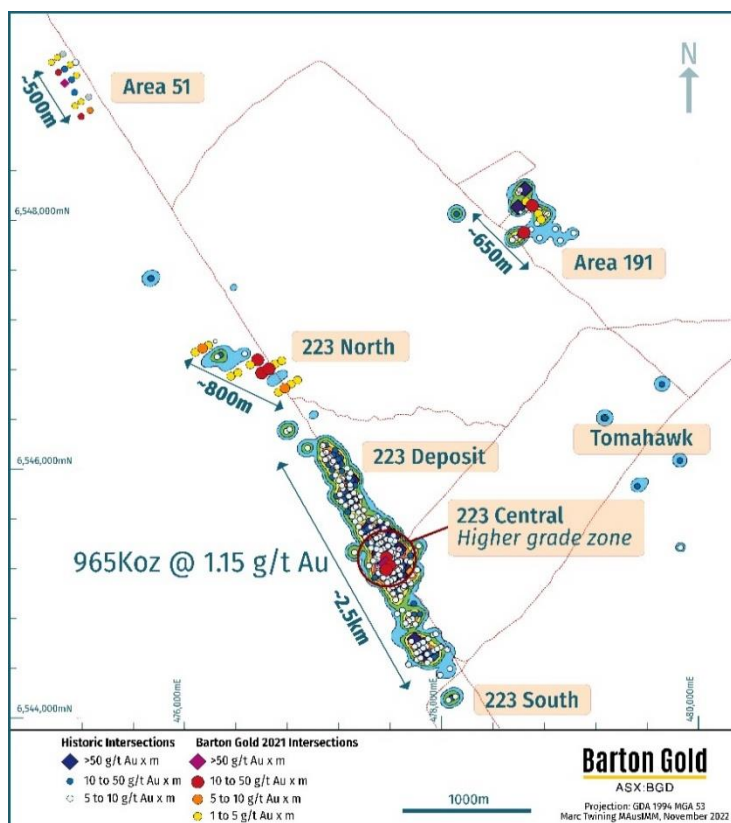 N
Area 51
~500m
6,548,000mN
~650m
Area 191
223 North
~800m
Tomahawk
6,546,000mN
223 Deposit
223 Central
Higher grade zone
965Koz @ 1.15 g/t Au
~2.5km
223 South
6,544,000mN
476,000mE
478,000mE
480,000mE
Historic Intersections
>50 g/t Au x m
10 to 50 g/t Au x m
5 to 10 g/t Au x m
Barton Gold 2021 Intersections
>50 g/t Au x m
10 to 50 g/t Au x m
5 to 10 g/t Au x m
1 to 5 g/t Au x m
1000m
Barton Gold
ASX:BGD
Projection: GDA 1994 MGA 53
Marc Twining MAusIMM, November 2022